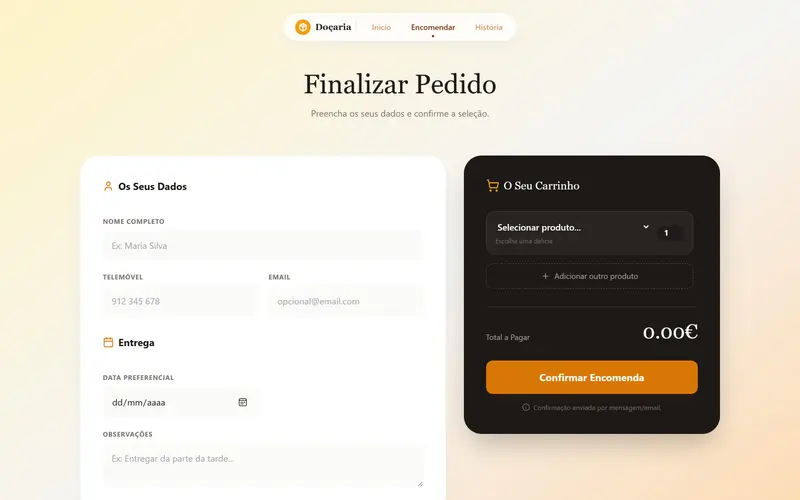 Doçaria
Início
Encomendar
História
Finalizar Pedido
Preencha os seus dados e confirme a seleção.
Os Seus Dados
NOME COMPLETO
Ex: Maria Silva
TELEMÓVEL
EMAIL
912 345 678
opcional@email.com
Entrega
DATA PREFERENCIAL
dd/mm/aaaa
OBSERVAÇÕES
Ex: Entregar da parte da tarde...
O Seu Carrinho
Selecionar produto...
1
Escolha uma delícia
Adicionar outro produto
Total a Pagar
0.00€
Confirmar Encomenda
Confirmação enviada por mensagem/email.